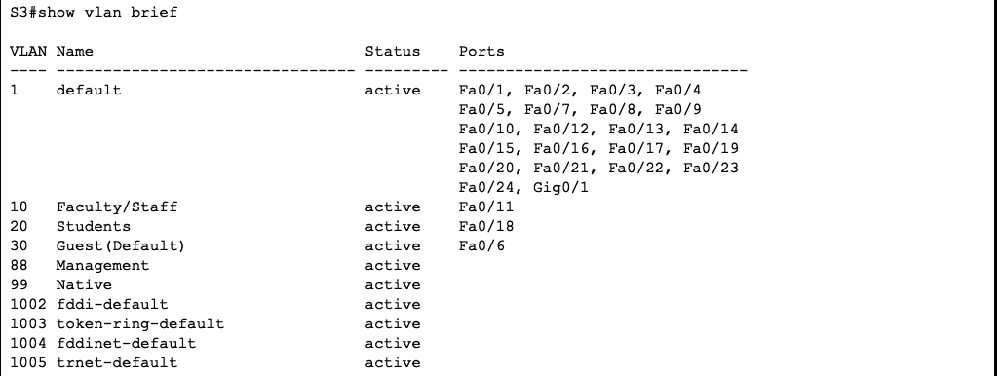 S3#show vlan brief
VLAN Name                             Status    Ports
---- -------------------------------- --------- -------------------------------
1    default                          active    Fa0/1, Fa0/2, Fa0/3, Fa0/4
                                                Fa0/5, Fa0/7, Fa0/8, Fa0/9
                                                Fa0/10, Fa0/12, Fa0/13, Fa0/14
                                                Fa0/15, Fa0/16, Fa0/17, Fa0/19
                                                Fa0/20, Fa0/21, Fa0/22, Fa0/23
                                                Fa0/24, Gig0/1
10   Faculty/Staff                    active    Fa0/11
20   Students                         active    Fa0/18
30   Guest(Default)                   active    Fa0/6
88   Management                       active
99   Native                           active
1002 fddi-default                     active
1003 token-ring-default               active
1004 fddinet-default                  active
1005 trnet-default                    active